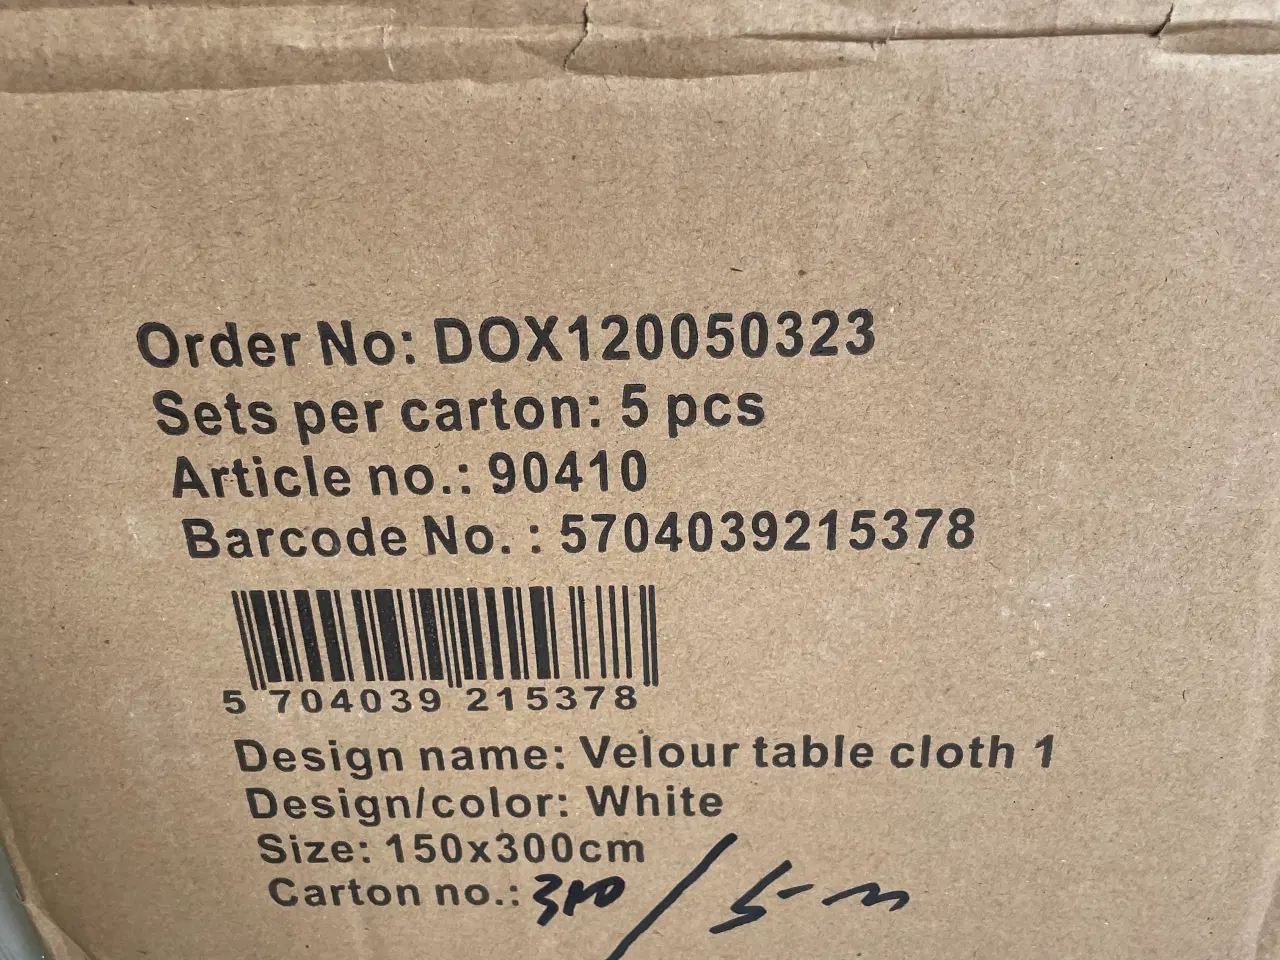 Order No: DOX120050323
Sets per carton: 5 pcs
Article no.: 90410
Barcode No. : 5704039215378
5 704039 215378
Design name: Velour table cloth 1
Design/color: White
Size: 150x300cm
Carton no.: 310 /